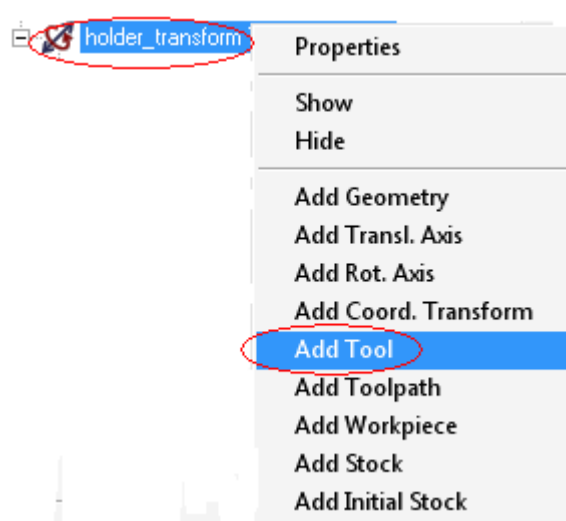 holder_transform
Properties
Show
Hide
Add Geometry
Add Transl. Axis
Add Rot. Axis
Add Coord. Transform
Add Tool
Add Toolpath
Add Workpiece
Add Stock
Add Initial Stock